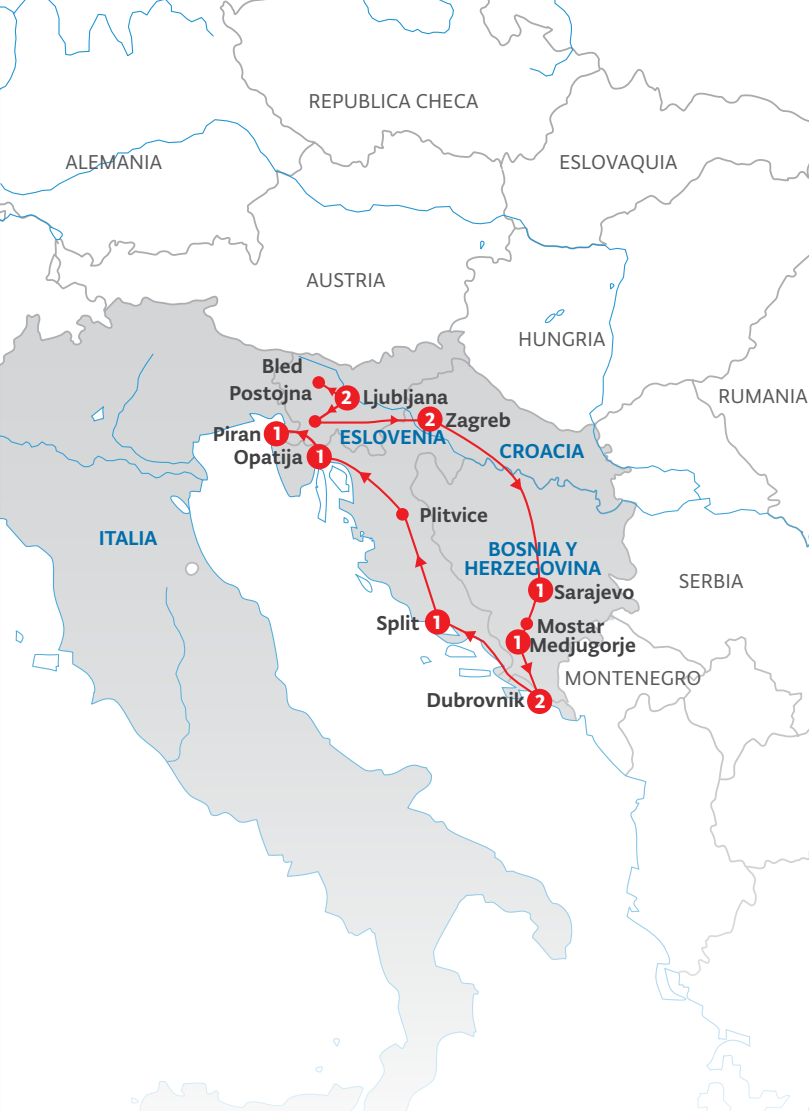 REPUBLICA CHECA
ALEMANIA
ESLOVAQUIA
AUSTRIA
HUNGRIA
Bled
Postojna
2 Ljubljana
RUMANIA
Piran 1
2 Zagreb
ESLOVENIA
Opatija 1
CROACIA
Plitvice
ITALIA
BOSNIA Y
HERZEGOVINA
SERBIA
1 Sarajevo
Split 1
Mostar
1 Medjugorje
MONTENEGRO
Dubrovnik 2